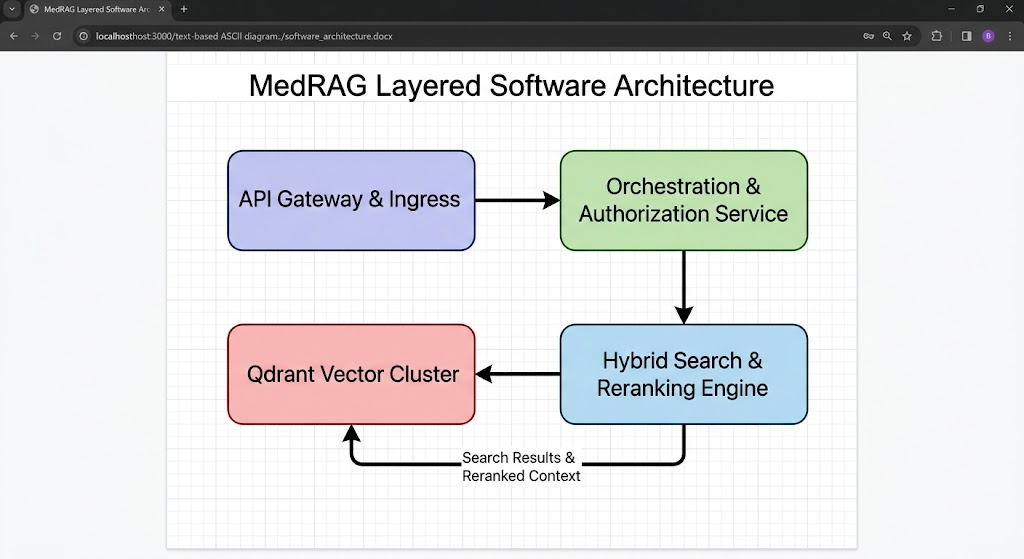 MedRAG Layered Software Arc
localhosthost:3000/text-based ASCII diagram:/software_architecture.docx
B
MedRAG Layered Software Architecture
API Gateway & Ingress
Orchestration &
Authorization Service
Qdrant Vector Cluster
Hybrid Search &
Reranking Engine
Search Results &
Reranked Context